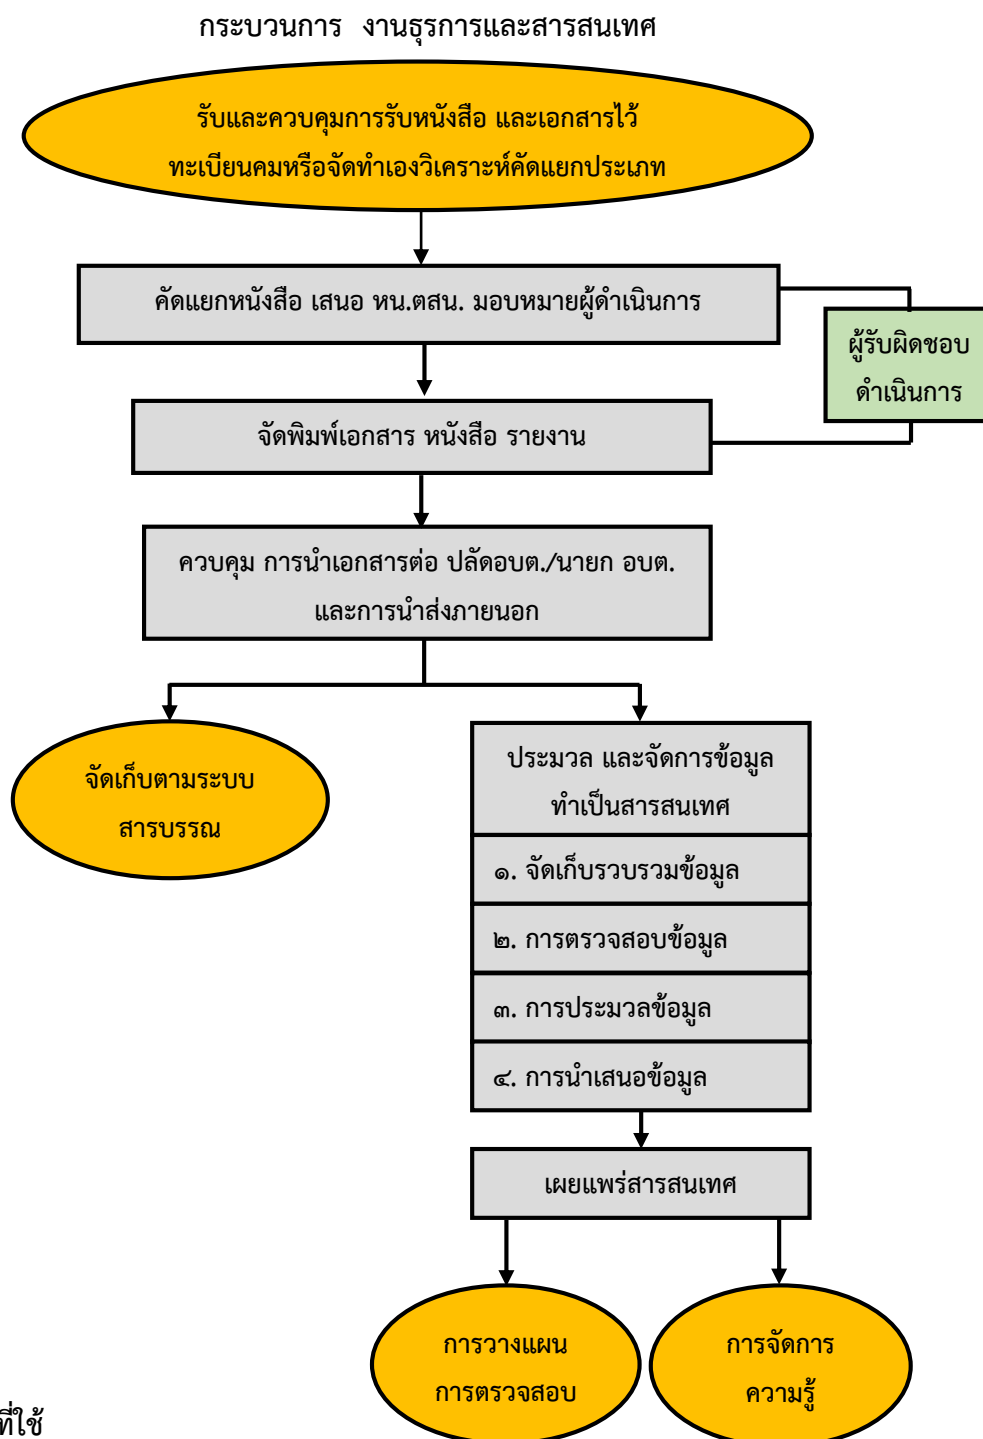 กระบวนการ งานธุรการและสารสนเทศ
รับและควบคุมการรับหนังสือ และเอกสารไว้
ทะเบียนคมหรือจัดทำเองวิเคราะห์คัดแยกประเภท
คัดแยกหนังสือ เสนอ หน.ตสน. มอบหมายผู้ดำเนินการ
ผู้รับผิดชอบ
ดำเนินการ
จัดพิมพ์เอกสาร หนังสือ รายงาน
ควบคุม การนำเอกสารต่อ ปลัดอบต./นายก อบต.
และการนำส่งภายนอก
จัดเก็บตามระบบ
สารบรรณ
ประมวล และจัดการข้อมูล
ทำเป็นสารสนเทศ
๑. จัดเก็บรวบรวมข้อมูล
๒. การตรวจสอบข้อมูล
๓. การประมวลข้อมูล
๔. การนำเสนอข้อมูล
เผยแพร่สารสนเทศ
การวางแผน
การตรวจสอบ
การจัดการ
ความรู้
ที่ใช้